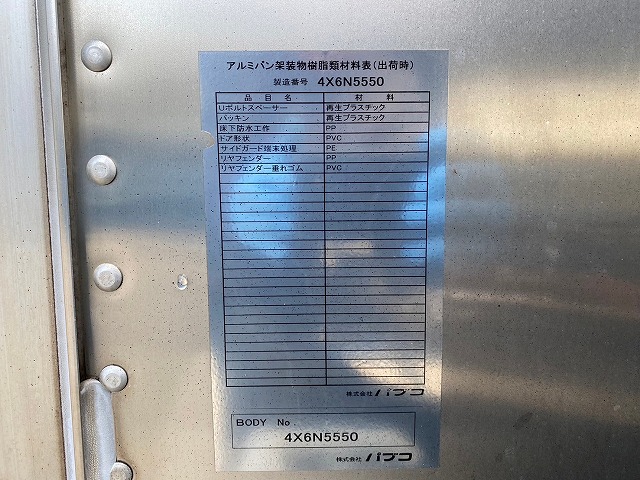 アルミバン架装物樹脂類材料表(出荷時)
製造番号 4X6N5550
品目名 材料
Uボルトスペーサー 再生プラスチック
パッキン 再生プラスチック
床下防水工作 PP
ドア形状 PVC
サイドガード端末処理 PE
リヤフェンダー PP
リヤフェンダー垂れゴム PVC
株式会社 パブコ
BODY No.
4X6N5550
株式会社 パブコ